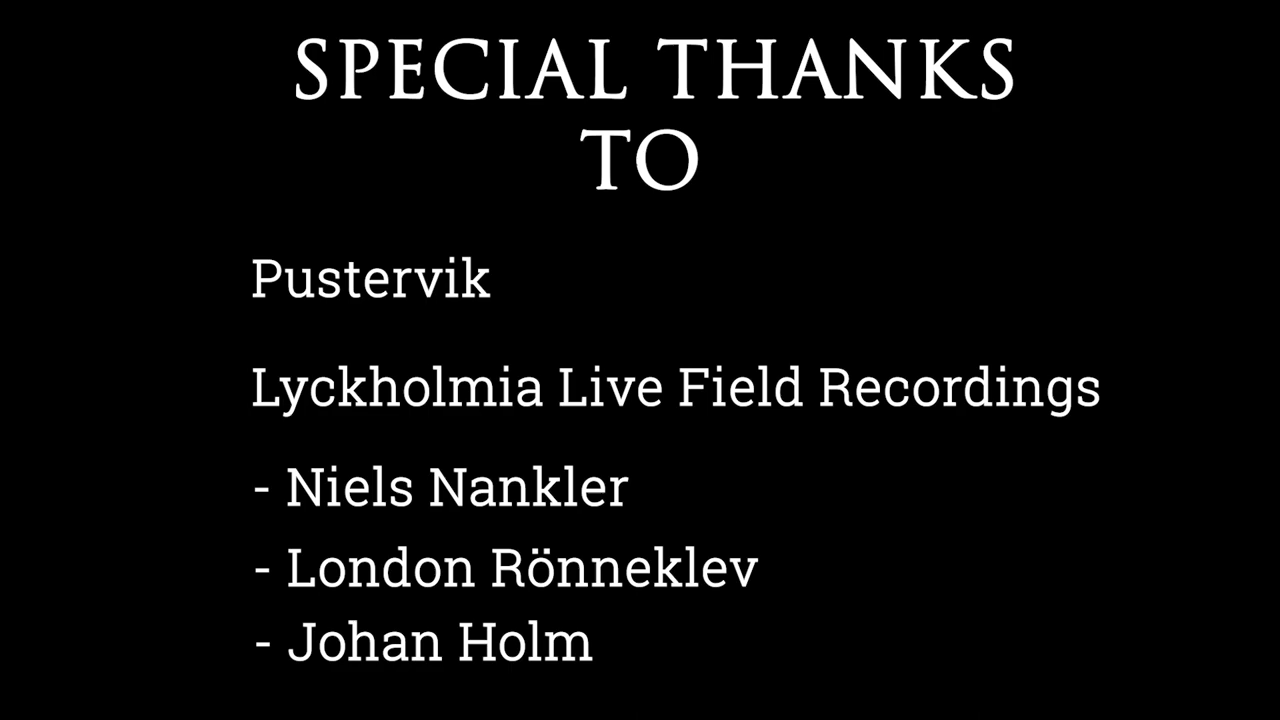 SPECIAL THANKS
TO
Pustervik
Lyckholmia Live Field Recordings
- Niels Nankler
- London Rönneklev
- Johan Holm